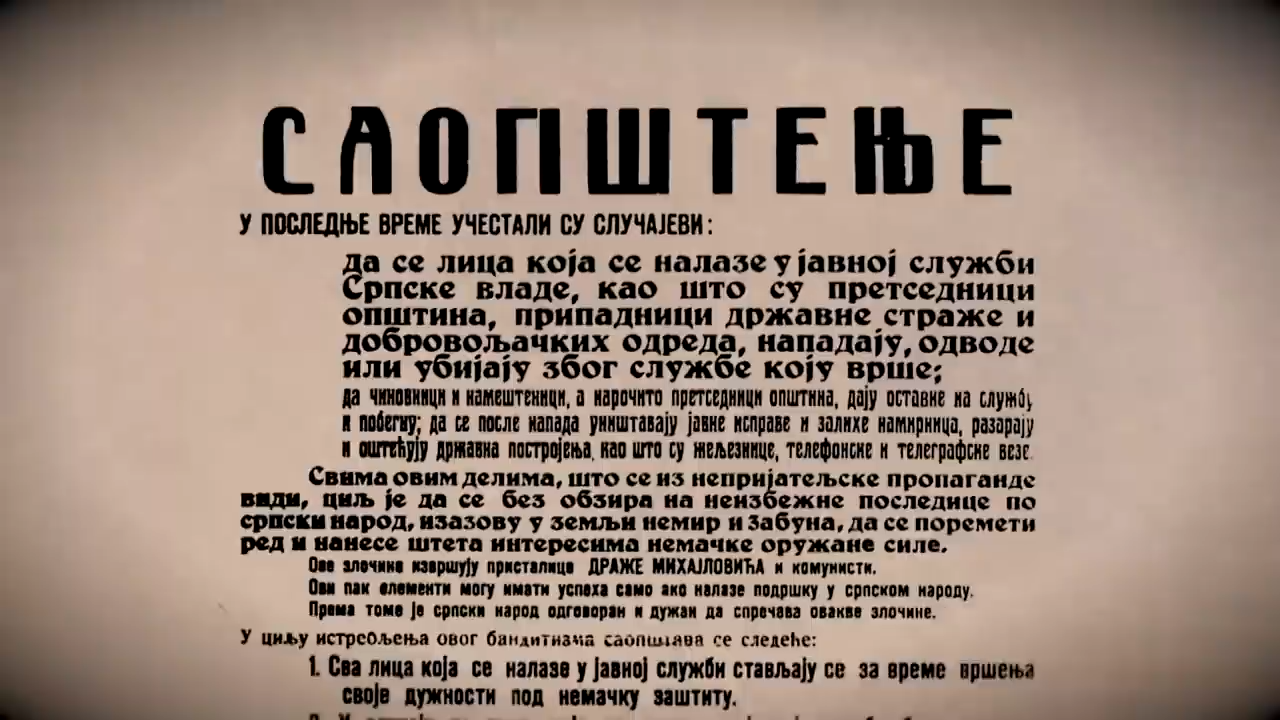 САОПШТЕЊЕ
У ПОСЛЕДЊЕ ВРЕМЕ УЧЕСТАЛИ СУ СЛУЧАЈЕВИ:
да се лица која се налазе у јавној служби
Српске владе, као што су претседници
општина, припадници државне страже и
добровољачких одреда, нападају, одводе
или убијају због службе коју врше;
да чиновници и намештеници, а нарочито претседници општина, дају оставке на службу
и побегну; да се после напада уништавају јавне исправе и залихе намирница, разарају
и оштећују државна постројења, као што су жељезнице, телефонске и телеграфске везе.
Свима овим делима, што се из непријатељске пропаганде
види, циљ је да се без обзира на неизбежне последице по
српски народ, изазову у земљи немир и забуна, да се поремети
ред и нанесе штета интересима немачке оружане силе.
Ове злочине извршују присталице ДРАЖЕ МИХАЈЛОВИЋА и комунисти.
Ови пак елементи могу имати успеха само ако налазе подршку у српском народу.
Према томе је српски народ одговоран и дужан да спречава овакве злочине.
У циљу истребљења овог бандитизма саопштава се следеће:
1. Сва лица која се налазе у јавној служби стављају се за време вршења
своје дужности под немачку заштиту.